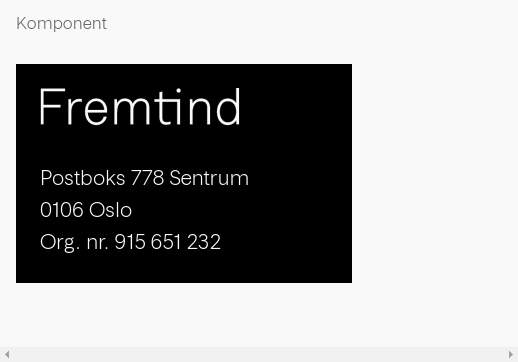 Komponent
Fremtind
Postboks 778 Sentrum
0106 Oslo
Org. nr. 915 651 232